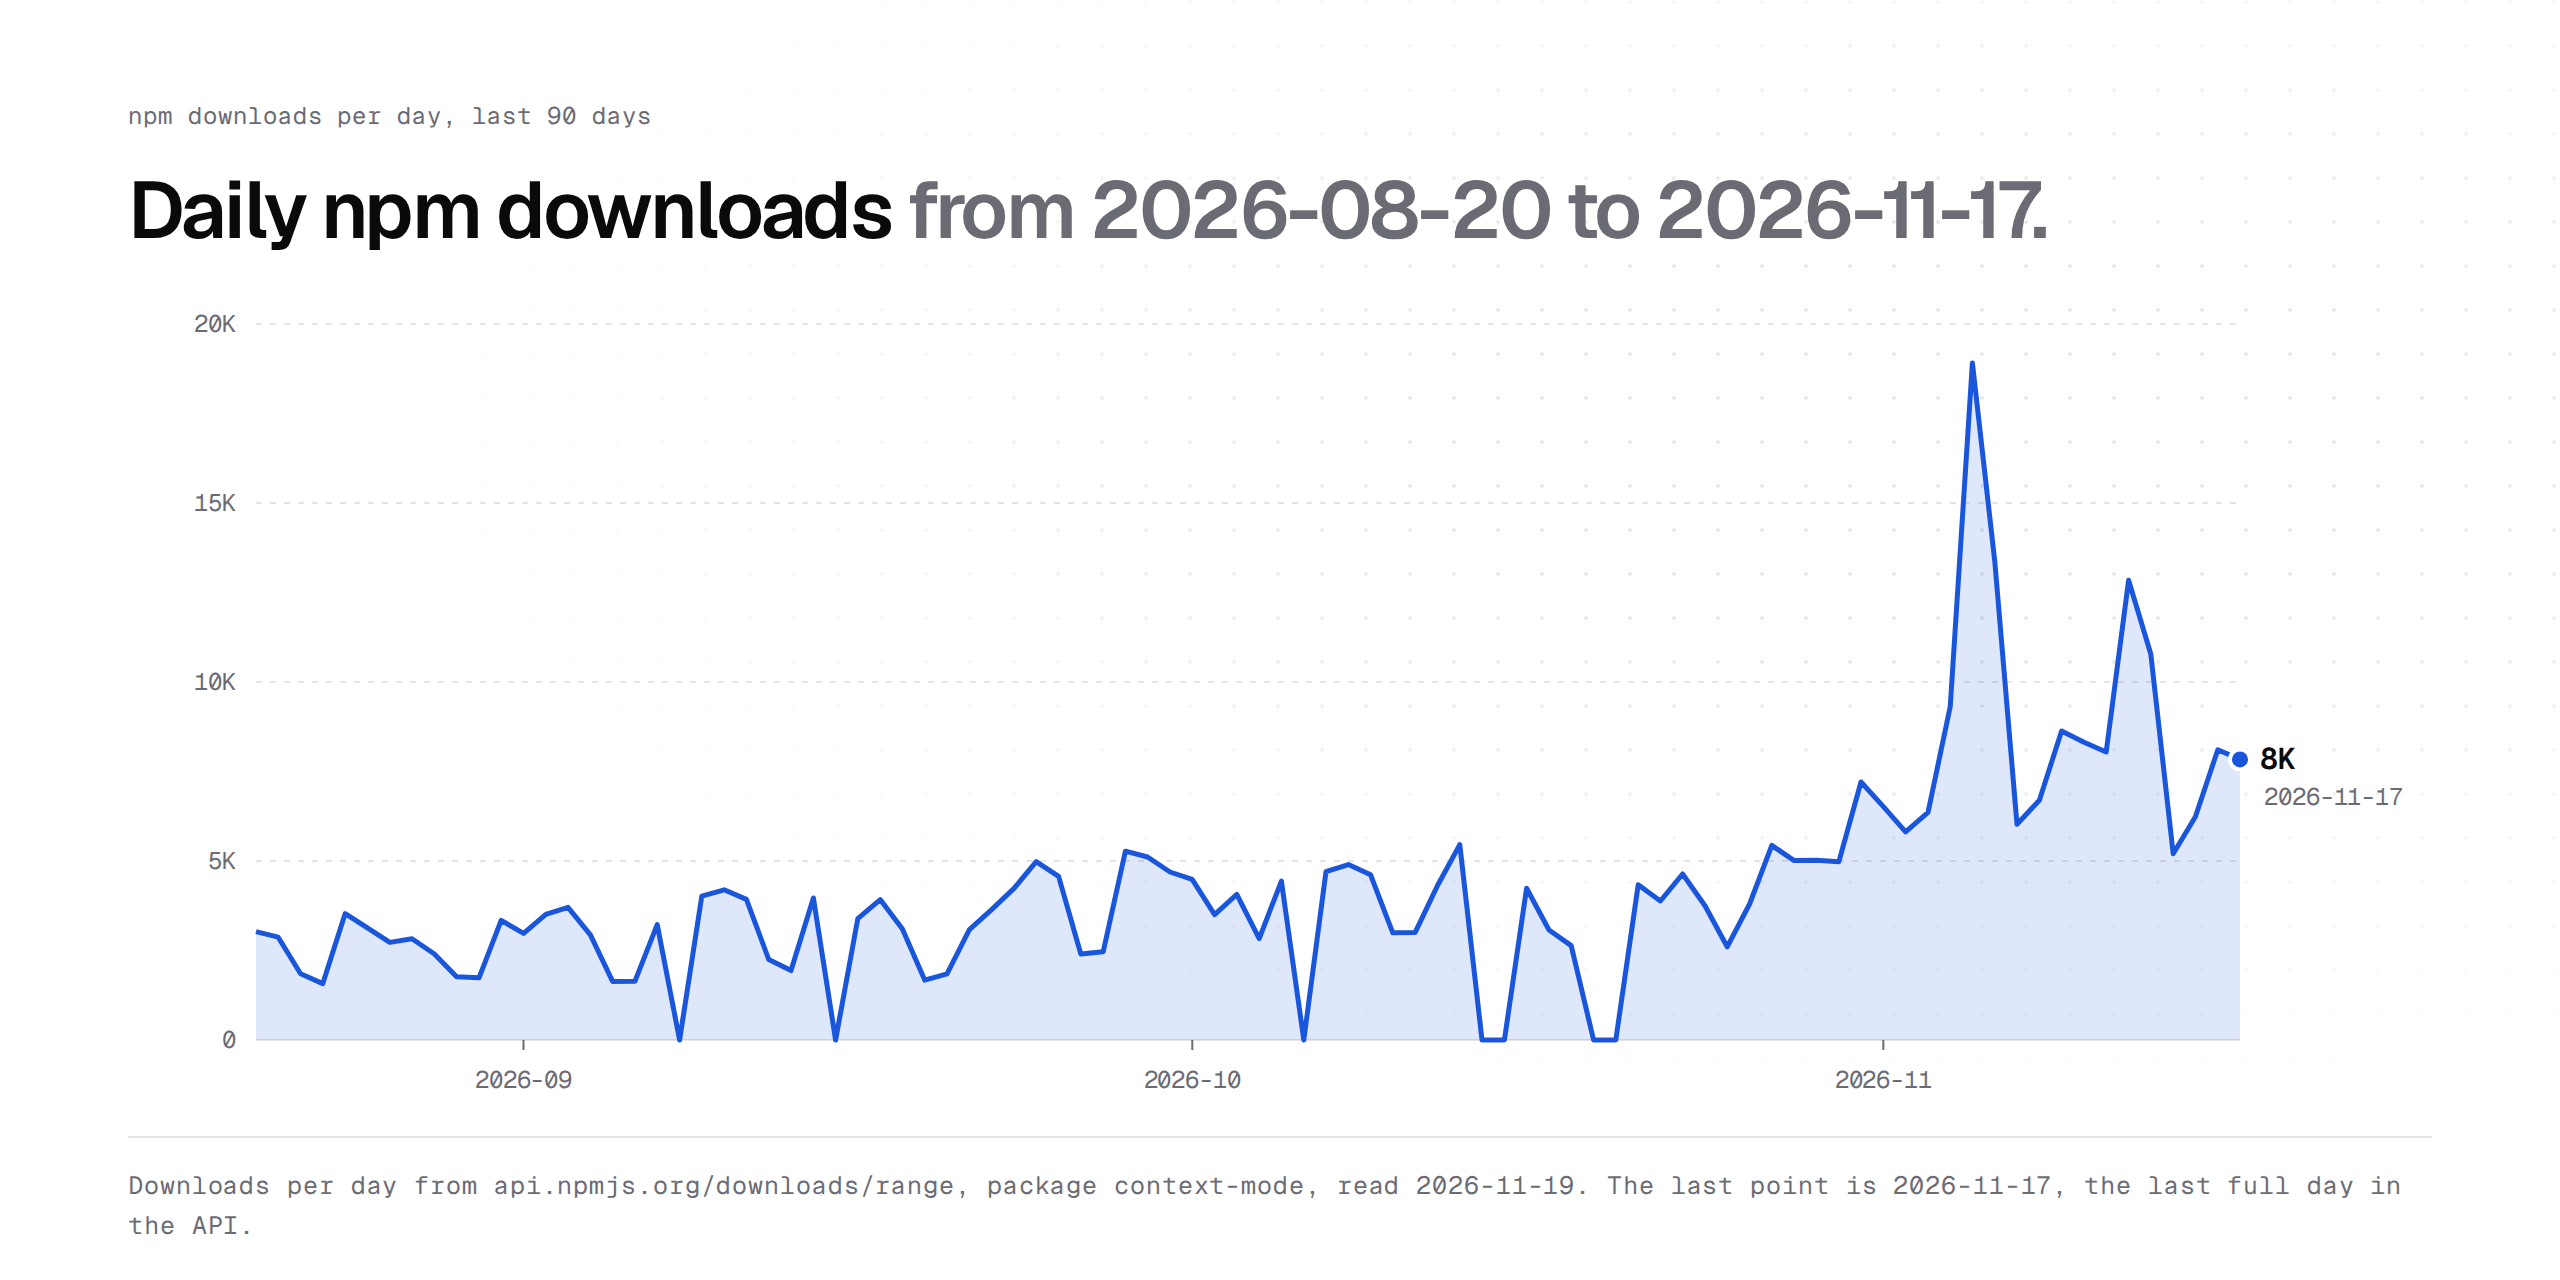 npm downloads per day, last 90 days
Daily npm downloads from 2026-08-20 to 2026-11-17.
20K
15K
10K
5K
0
8K
2026-11-17
2026-09
2026-10
2026-11
Downloads per day from api.npmjs.org/downloads/range, package context-mode, read 2026-11-19. The last point is 2026-11-17, the last full day in
the API.